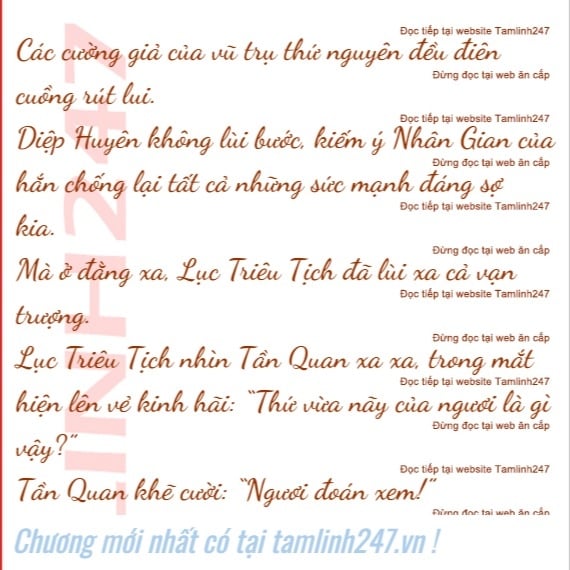 Đọc tiếp tại website Tamlinh247
Các cường giả của vũ trụ thứ nguyên đều điên
Đừng đọc tại web ăn cắp
cuồng rút lui.
Đọc tiếp tại website Tamlinh247
Diệp Huyên không lùi bước, kiếm ý Nhân Gian của
Đừng đọc tại web ăn cắp
hắn chống lại tất cả những sức mạnh đáng sợ
Đọc tiếp tại website Tamlinh247
kia.
Đừng đọc tại web ăn cắp
Mà ở đằng xa, Lục Triêu Tịch đã lùi xa cả vạn
Đọc tiếp tại website Tamlinh247
trượng.
Đừng đọc tại web ăn cắp
Lục Triêu Tịch nhìn Tần Quan xa xa, trong mắt
Đọc tiếp tại website Tamlinh247
hiện lên vẻ kinh hãi: “Thứ vừa nãy của ngươi là gì
Đừng đọc tại web ăn cắp
vậy?”
Đọc tiếp tại website Tamlinh247
Tần Quan khẽ cười: “Ngươi đoán xem!”
Đừng đọc tại web ăn cắp
Chương mới nhất có tại tamlinh247.vn !
LINH247